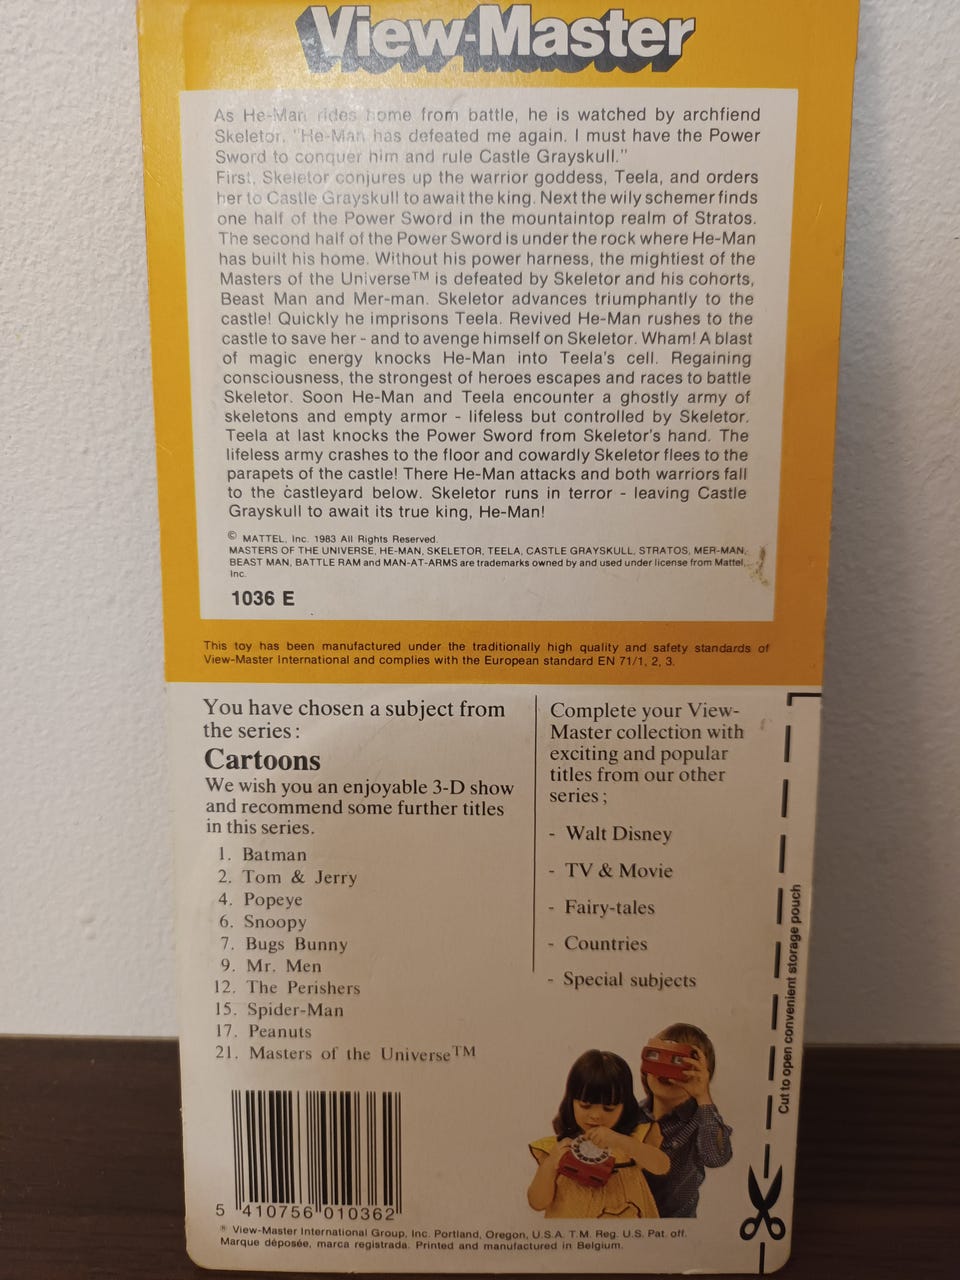 View-Master
As He-Man rides home from battle, he is watched by archfiend
Skeletor. "He-Man has defeated me again. I must have the Power
Sword to conquer him and rule Castle Grayskull."
First, Skeletor conjures up the warrior goddess, Teela, and orders
her to Castle Grayskull to await the king. Next the wily schemer finds
one half of the Power Sword in the mountaintop realm of Stratos.
The second half of the Power Sword is under the rock where He-Man
has built his home. Without his power harness, the mightiest of the
Masters of the Universe™ is defeated by Skeletor and his cohorts,
Beast Man and Mer-man. Skeletor advances triumphantly to the
castle! Quickly he imprisons Teela. Revived He-Man rushes to the
castle to save her - and to avenge himself on Skeletor. Wham! A blast
of magic energy knocks He-Man into Teela's cell. Regaining
consciousness, the strongest of heroes escapes and races to battle
Skeletor. Soon He-Man and Teela encounter a ghostly army of
skeletons and empty armor - lifeless but controlled by Skeletor.
Teela at last knocks the Power Sword from Skeletor's hand. The
lifeless army crashes to the floor and cowardly Skeletor flees to the
parapets of the castle! There He-Man attacks and both warriors fall
to the castleyard below. Skeletor runs in terror - leaving Castle
Grayskull to await its true king, He-Man!
© MATTEL, Inc. 1983 All Rights Reserved.
MASTERS OF THE UNIVERSE, HE-MAN, SKELETOR, TEELA, CASTLE GRAYSKULL, STRATOS, MER-MAN,
BEAST MAN, BATTLE RAM and MAN-AT-ARMS are trademarks owned by and used under license from Mattel,
Inc.
1036 E
This toy has been manufactured under the traditionally high quality and safety standards of
View-Master International and complies with the European standard EN 71/1, 2, 3.
You have chosen a subject from
the series:
Cartoons
We wish you an enjoyable 3-D show
and recommend some further titles
in this series.
1. Batman
2. Tom & Jerry
4. Popeye
6. Snoopy
7. Bugs Bunny
9. Mr. Men
12. The Perishers
15. Spider-Man
17. Peanuts
21. Masters of the Universe™
Complete your View-
Master collection with
exciting and popular
titles from our other
series;
- Walt Disney
- TV & Movie
- Fairy-tales
- Countries
- Special subjects
Cut to open convenient storage pouch
5 410756 010362
® View-Master International Group, Inc. Portland, Oregon, U.S.A. T.M. Reg. U.S. Pat. off.
Marque déposée, marca registrada. Printed and manufactured in Belgium.